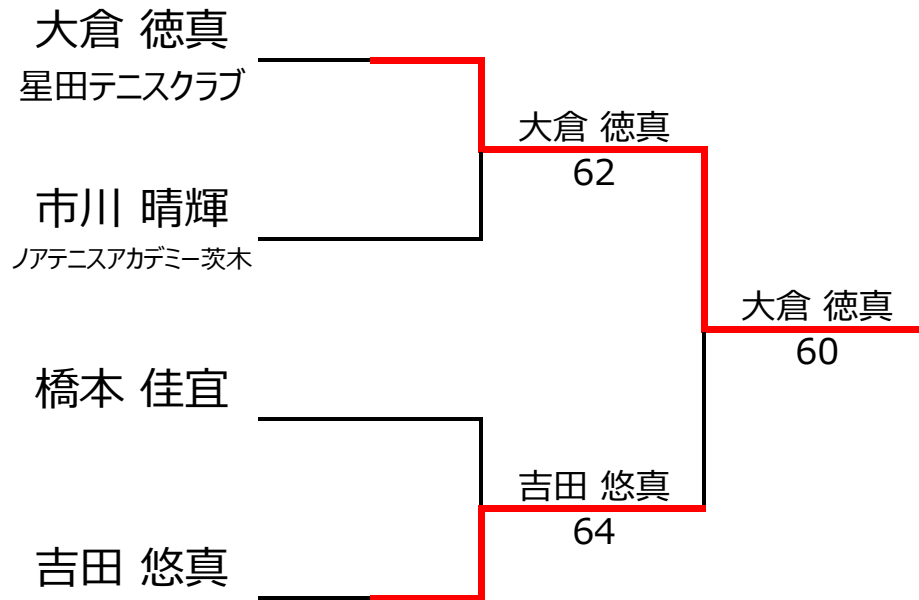 大倉 徳真
星田テニスクラブ
大倉 徳真
62
市川 晴輝
ノアテニスアカデミー茨木
大倉 徳真
60
橋本 佳宜
吉田 悠真
64
吉田 悠真